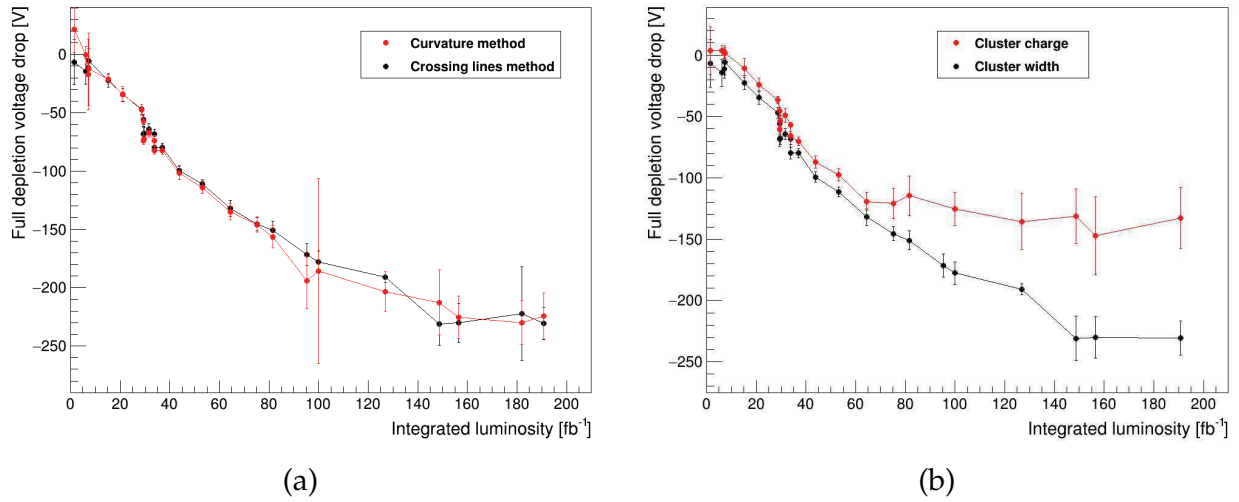 Full depletion voltage drop [V]
0
−50
−100
−150
−200
−250
Curvature method
Crossing lines method
0 20 40 60 80 100 120 140 160 180 200
Integrated luminosity [fb-1]
(a)
Full depletion voltage drop [V]
0
−50
−100
−150
−200
−250
Cluster charge
Cluster width
0 20 40 60 80 100 120 140 160 180 200
Integrated luminosity [fb-1]
(b)